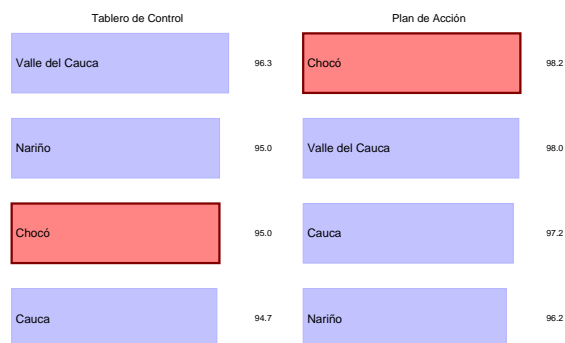 Tablero de Control
Valle del Cauca 96.3
Nariño 95.0
Chocó 95.0
Cauca 94.7
Plan de Acción
Chocó 98.2
Valle del Cauca 98.0
Cauca 97.2
Nariño 96.2